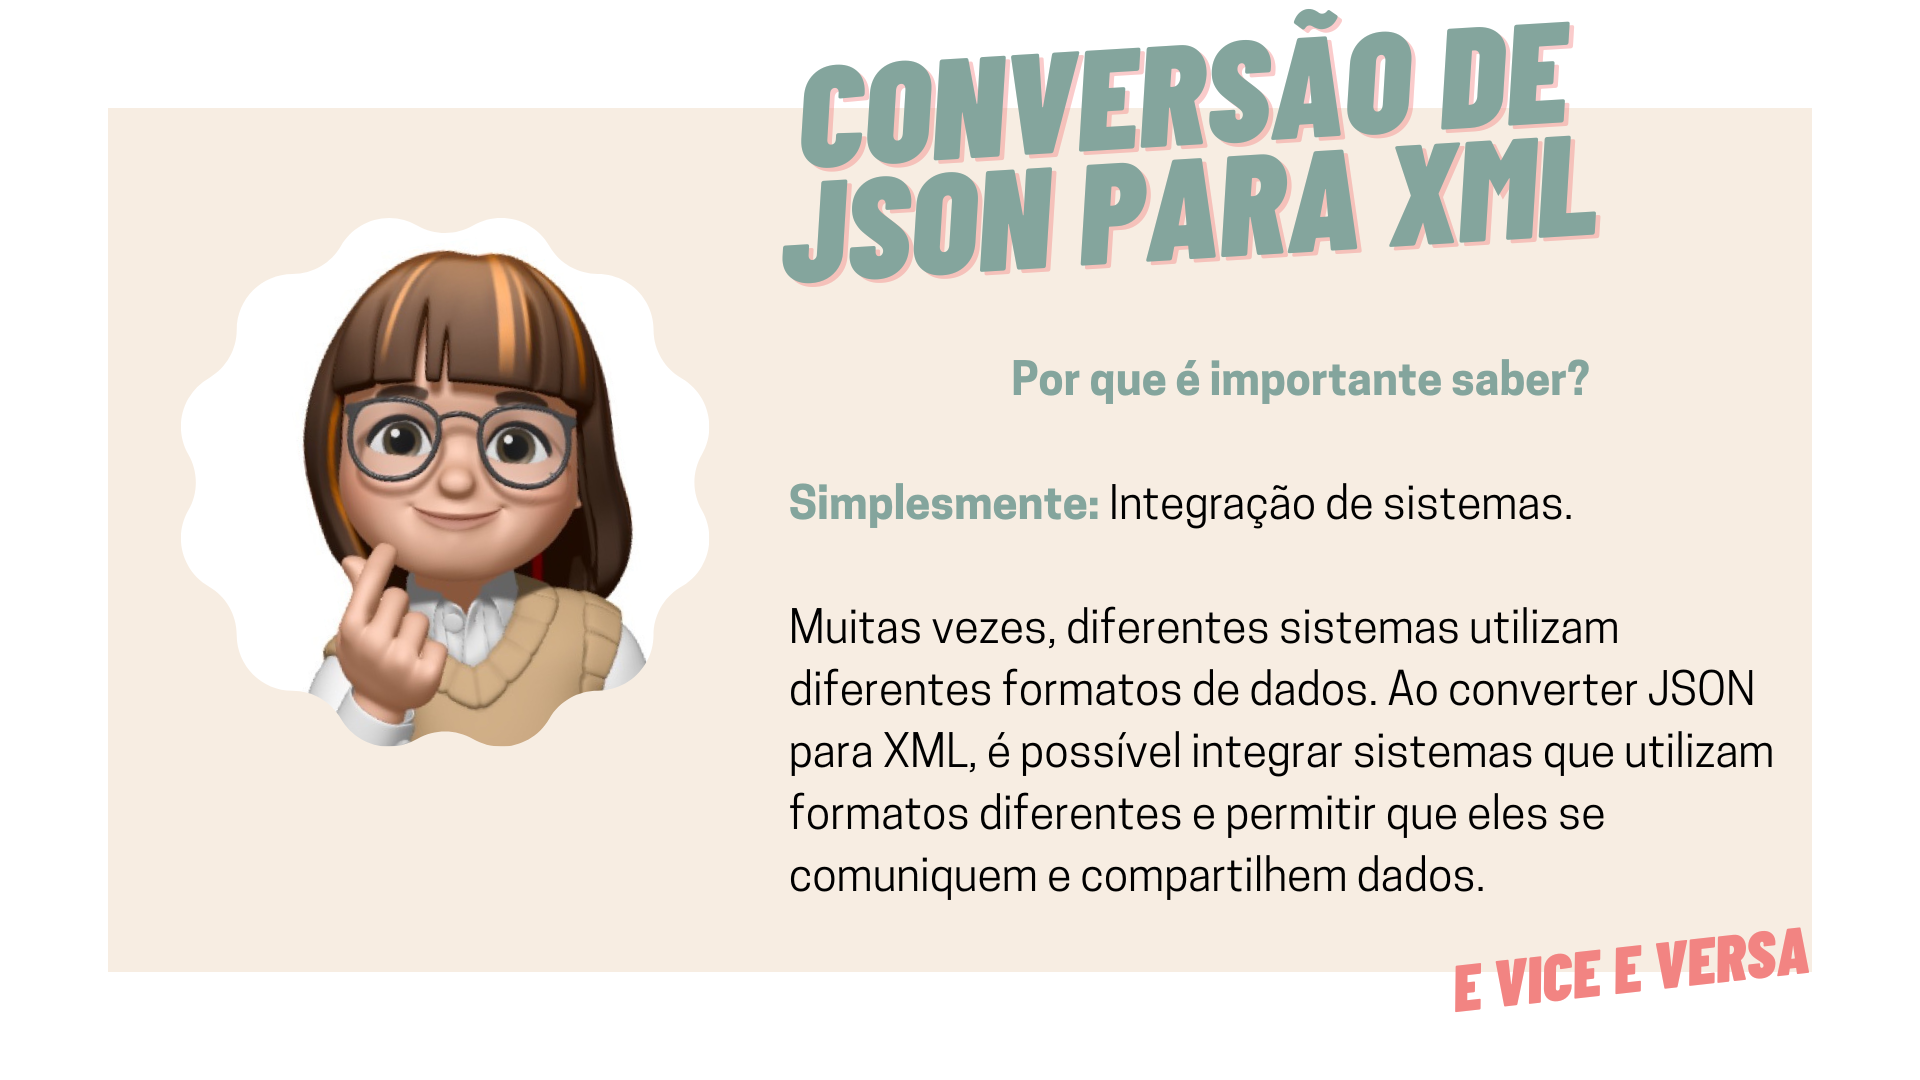 CONVERSÃO DE
JSON PARA XML
Por que é importante saber?
Simplesmente: Integração de sistemas.
Muitas vezes, diferentes sistemas utilizam
diferentes formatos de dados. Ao converter JSON
para XML, é possível integrar sistemas que utilizam
formatos diferentes e permitir que eles se
comuniquem e compartilhem dados.
E VICE E VERSA